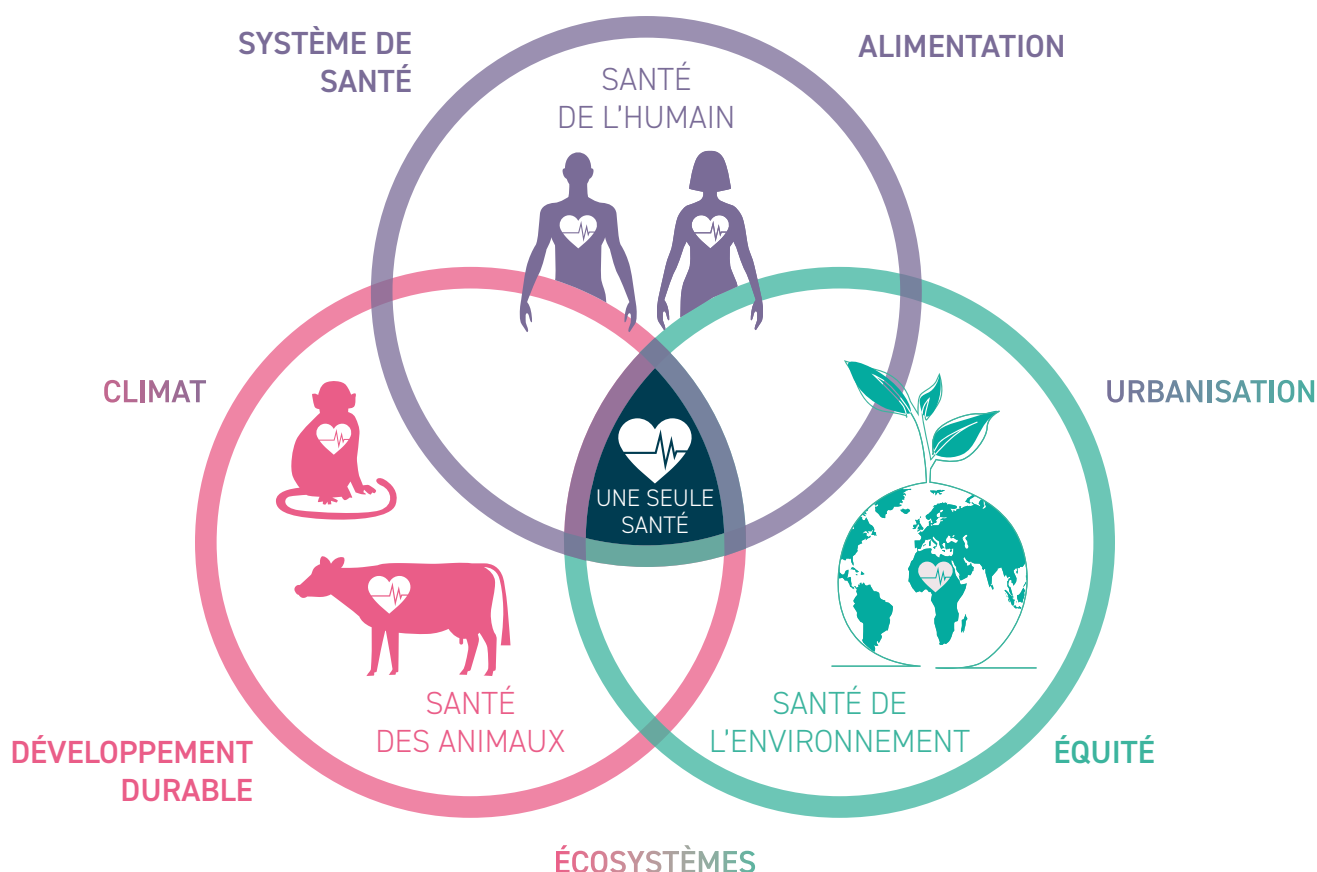 SYSTÈME DE
SANTÉ
ALIMENTATION
SANTÉ
DE L'HUMAIN
CLIMAT
URBANISATION
UNE SEULE
SANTÉ
SANTÉ
DES ANIMAUX
SANTÉ DE
L'ENVIRONNEMENT
DÉVELOPPEMENT
DURABLE
ÉQUITÉ
ÉCOSYSTÈMES